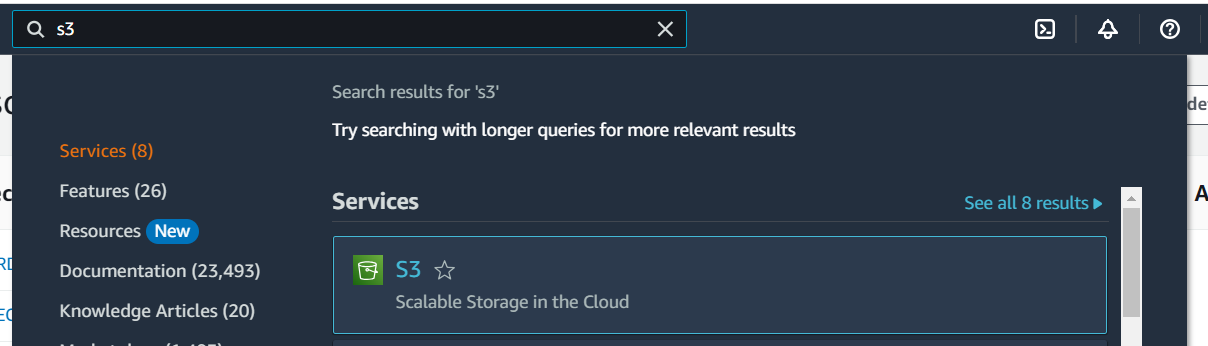 s3
Search results for 's3'
Try searching with longer queries for more relevant results
Services (8)
Features (26)
Resources New
Documentation (23,493)
Knowledge Articles (20)
Services
See all 8 results
S3
Scalable Storage in the Cloud